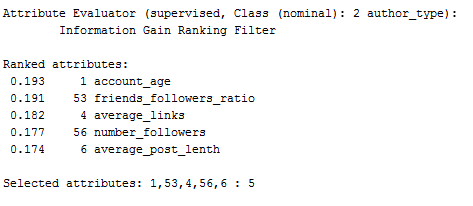 Attribute Evaluator (supervised, Class (nominal): 2 author_type):
Information Gain Ranking Filter
Ranked attributes:
0.193 1 account_age
0.191 53 friends_followers_ratio
0.182 4 average_links
0.177 56 number_followers
0.174 6 average_post_lenth
Selected attributes: 1,53,4,56,6 : 5